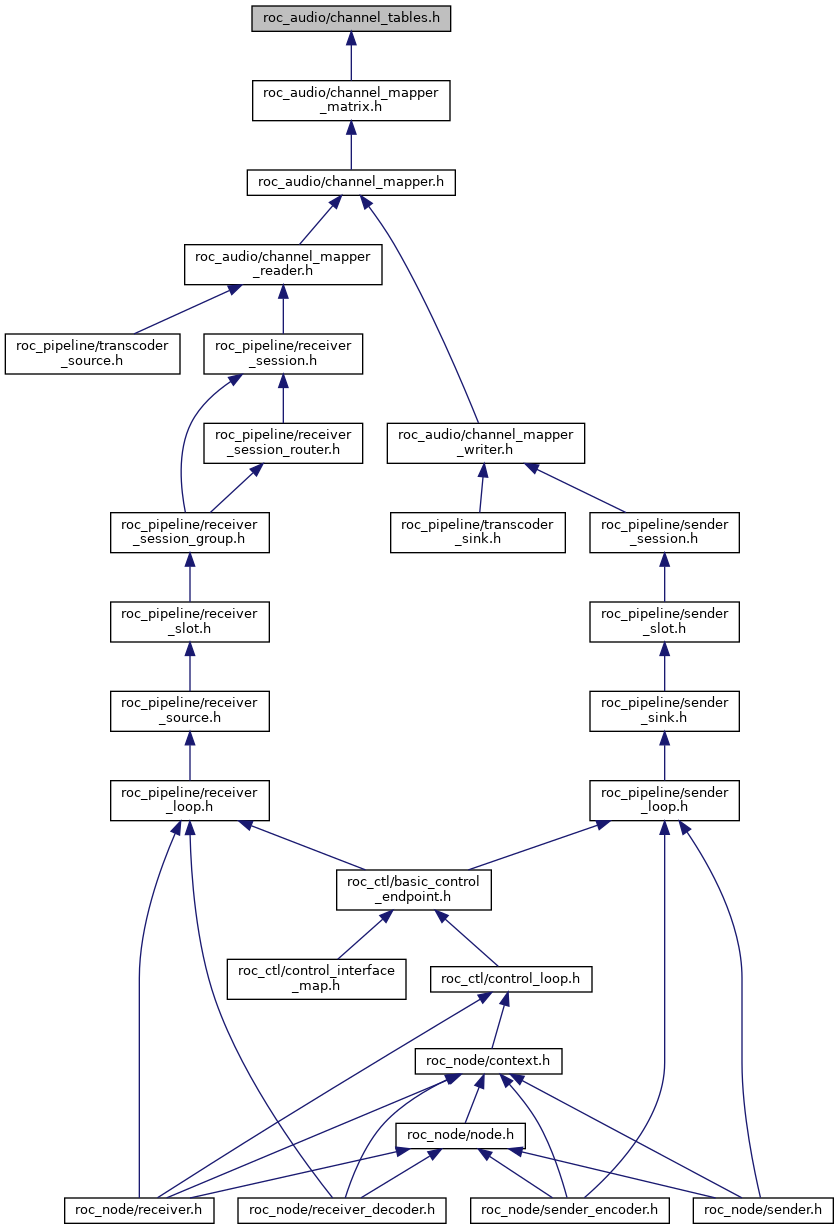 roc_audio/channel_tables.h
roc_audio/channel_mapper
_matrix.h
roc_audio/channel_mapper.h
roc_audio/channel_mapper
_reader.h
roc_pipeline/transcoder
_source.h
roc_pipeline/receiver
_session.h
roc_pipeline/receiver
_session_router.h
roc_audio/channel_mapper
_writer.h
roc_pipeline/receiver
_session_group.h
roc_pipeline/transcoder
_sink.h
roc_pipeline/sender
_session.h
roc_pipeline/receiver
_slot.h
roc_pipeline/sender
_slot.h
roc_pipeline/receiver
_source.h
roc_pipeline/sender
_sink.h
roc_pipeline/receiver
_loop.h
roc_pipeline/sender
_loop.h
roc_ctl/basic_control
_endpoint.h
roc_ctl/control_interface
_map.h
roc_ctl/control_loop.h
roc_node/context.h
roc_node/node.h
roc_node/receiver.h
roc_node/receiver_decoder.h
roc_node/sender_encoder.h
roc_node/sender.h